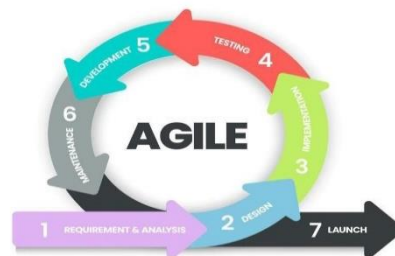 AGILE
1 REQUIREMENT & ANALYSIS
2 DESIGN
3 IMPLEMENTATION
4 TESTING
5 DEVELOPMENT
6 MAINTENANCE
7 LAUNCH